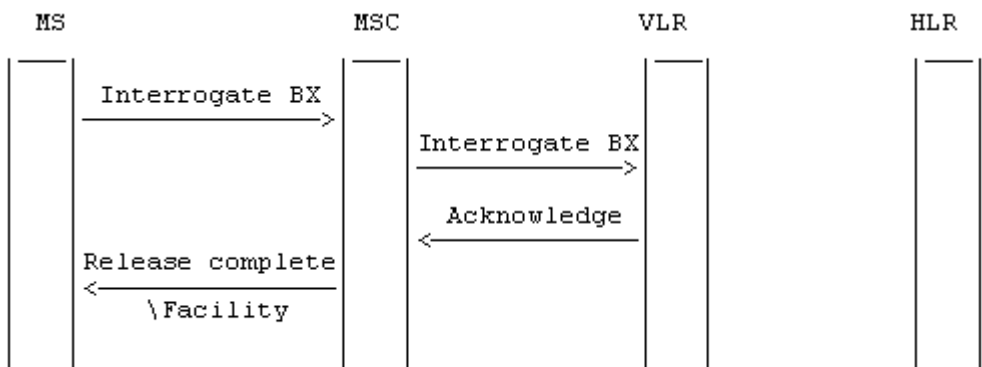 MS MSC VLR HLR
Interrogate BX
Interrogate BX
Acknowledge
Release complete
\Facility